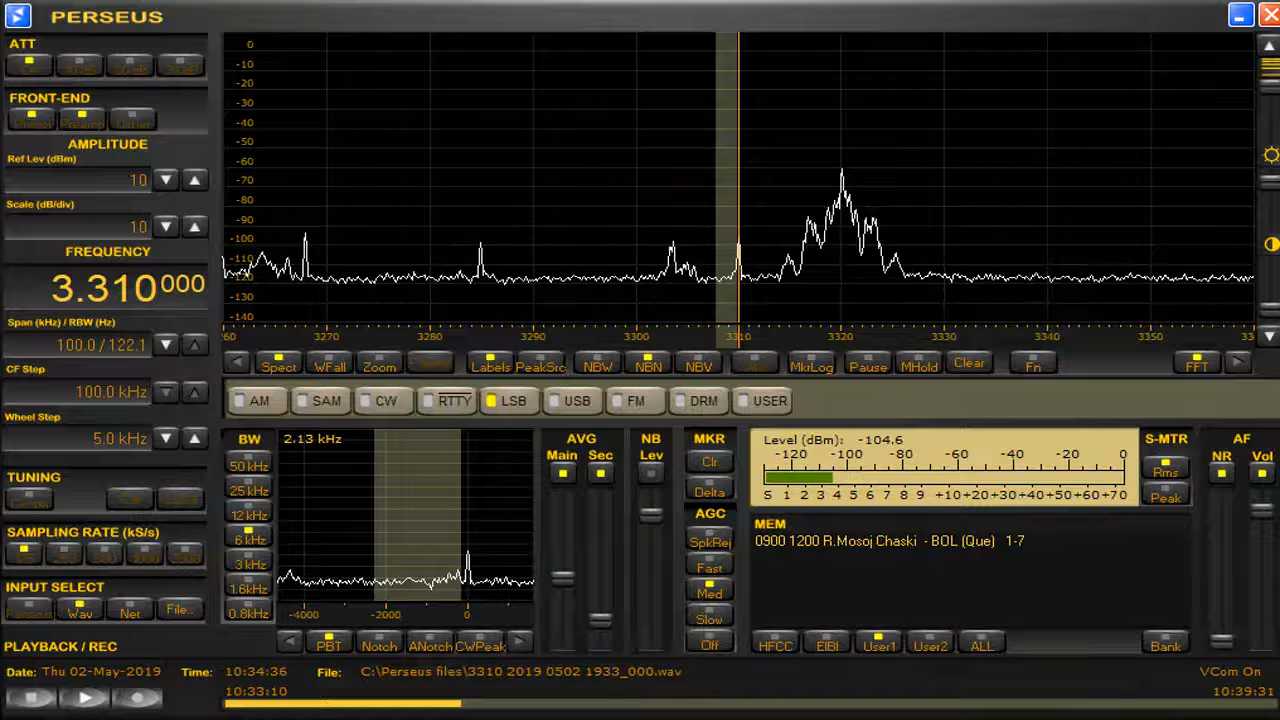 PERSEUS
ATT
FRONT-END
Preamp
AMPLITUDE
Ref Lev (dBm)
10
Scale (dB/div)
10
FREQUENCY
3.310000
Span (kHz) / RBW (Hz)
100.0 / 122.1
CF Step
100.0 kHz
Wheel Step
5.0 kHz
TUNING
SAMPLING RATE (kS/s)
INPUT SELECT
Perseus Wav Net File..
PLAYBACK / REC
0
-10
-20
-30
-40
-50
-60
-70
-80
-90
-100
-110
-120
-130
-140
3270 3280 3290 3300 3310 3320 3330 3340 3350
Spect WFall Zoom Labels PeakSrc NBW NBN NBV MkrLog Pause MHold Clear Fn FFT
AM SAM CW RTTY LSB USB FM DRM USER
BW
50 kHz
25 kHz
12 kHz
6 kHz
3 kHz
1.6kHz
0.8kHz
2.13 kHz
-4000 -2000 0
PBT Notch ANotch CWPeak
AVG
Main Sec
NB
Lev
MKR
Clr
Delta
AGC
SpkRej
Fast
Med
Slow
Off
Level (dBm): -104.6
-120 -100 -80 -60 -40 -20 0
S 1 2 3 4 5 6 7 8 9 +10+20+30+40+50+60+70
S-MTR
Rms
Peak
AF
NR Vol
MEM
0900 1200 R.Mosoj Chaski - BOL (Que) 1-7
HFCC EIBI User1 User2 ALL Bank
Date: Thu 02-May-2019 Time: 10:34:36 File: C:\Perseus files\3310 2019 0502 1933_000.wav VCom On
10:33:10 10:39:31